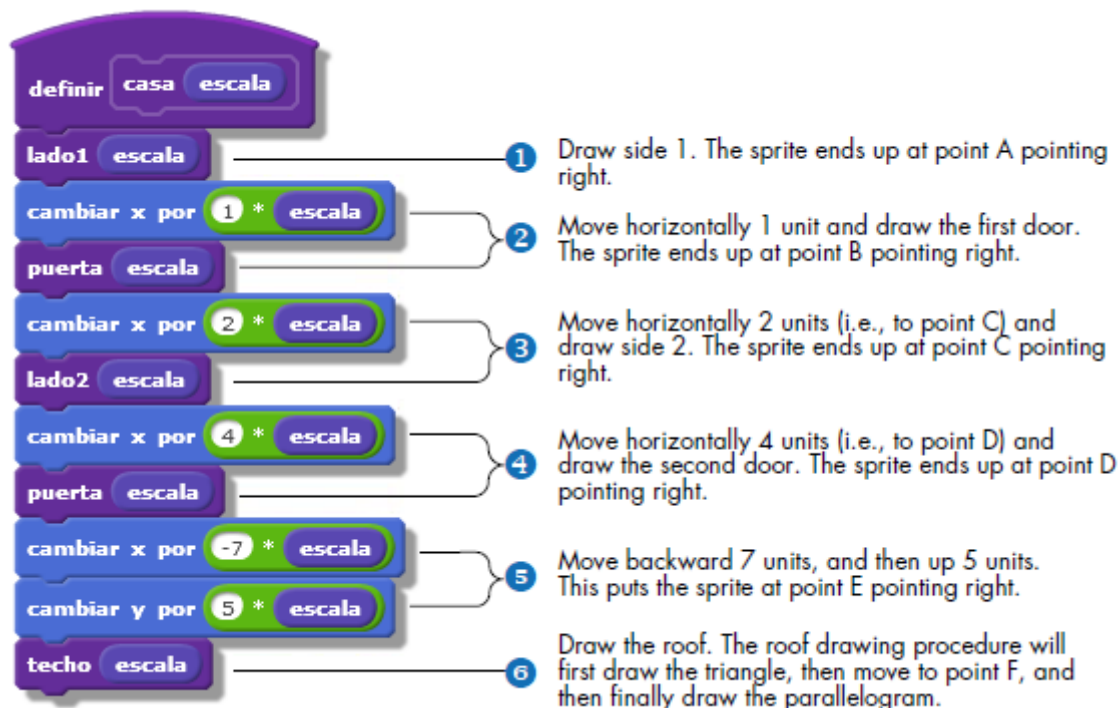 definir casa escala
lado1 escala
1 Draw side 1. The sprite ends up at point A pointing
right.
cambiar x por 1 * escala
puerta escala
2 Move horizontally 1 unit and draw the first door.
The sprite ends up at point B pointing right.
cambiar x por 2 * escala
lado2 escala
3 Move horizontally 2 units (i.e., to point C) and
draw side 2. The sprite ends up at point C pointing
right.
cambiar x por 4 * escala
puerta escala
4 Move horizontally 4 units (i.e., to point D) and
draw the second door. The sprite ends up at point D
pointing right.
cambiar x por -7 * escala
cambiar y por 5 * escala
5 Move backward 7 units, and then up 5 units.
This puts the sprite at point E pointing right.
techo escala
6 Draw the roof. The roof drawing procedure will
first draw the triangle, then move to point F, and
then finally draw the parallelogram.